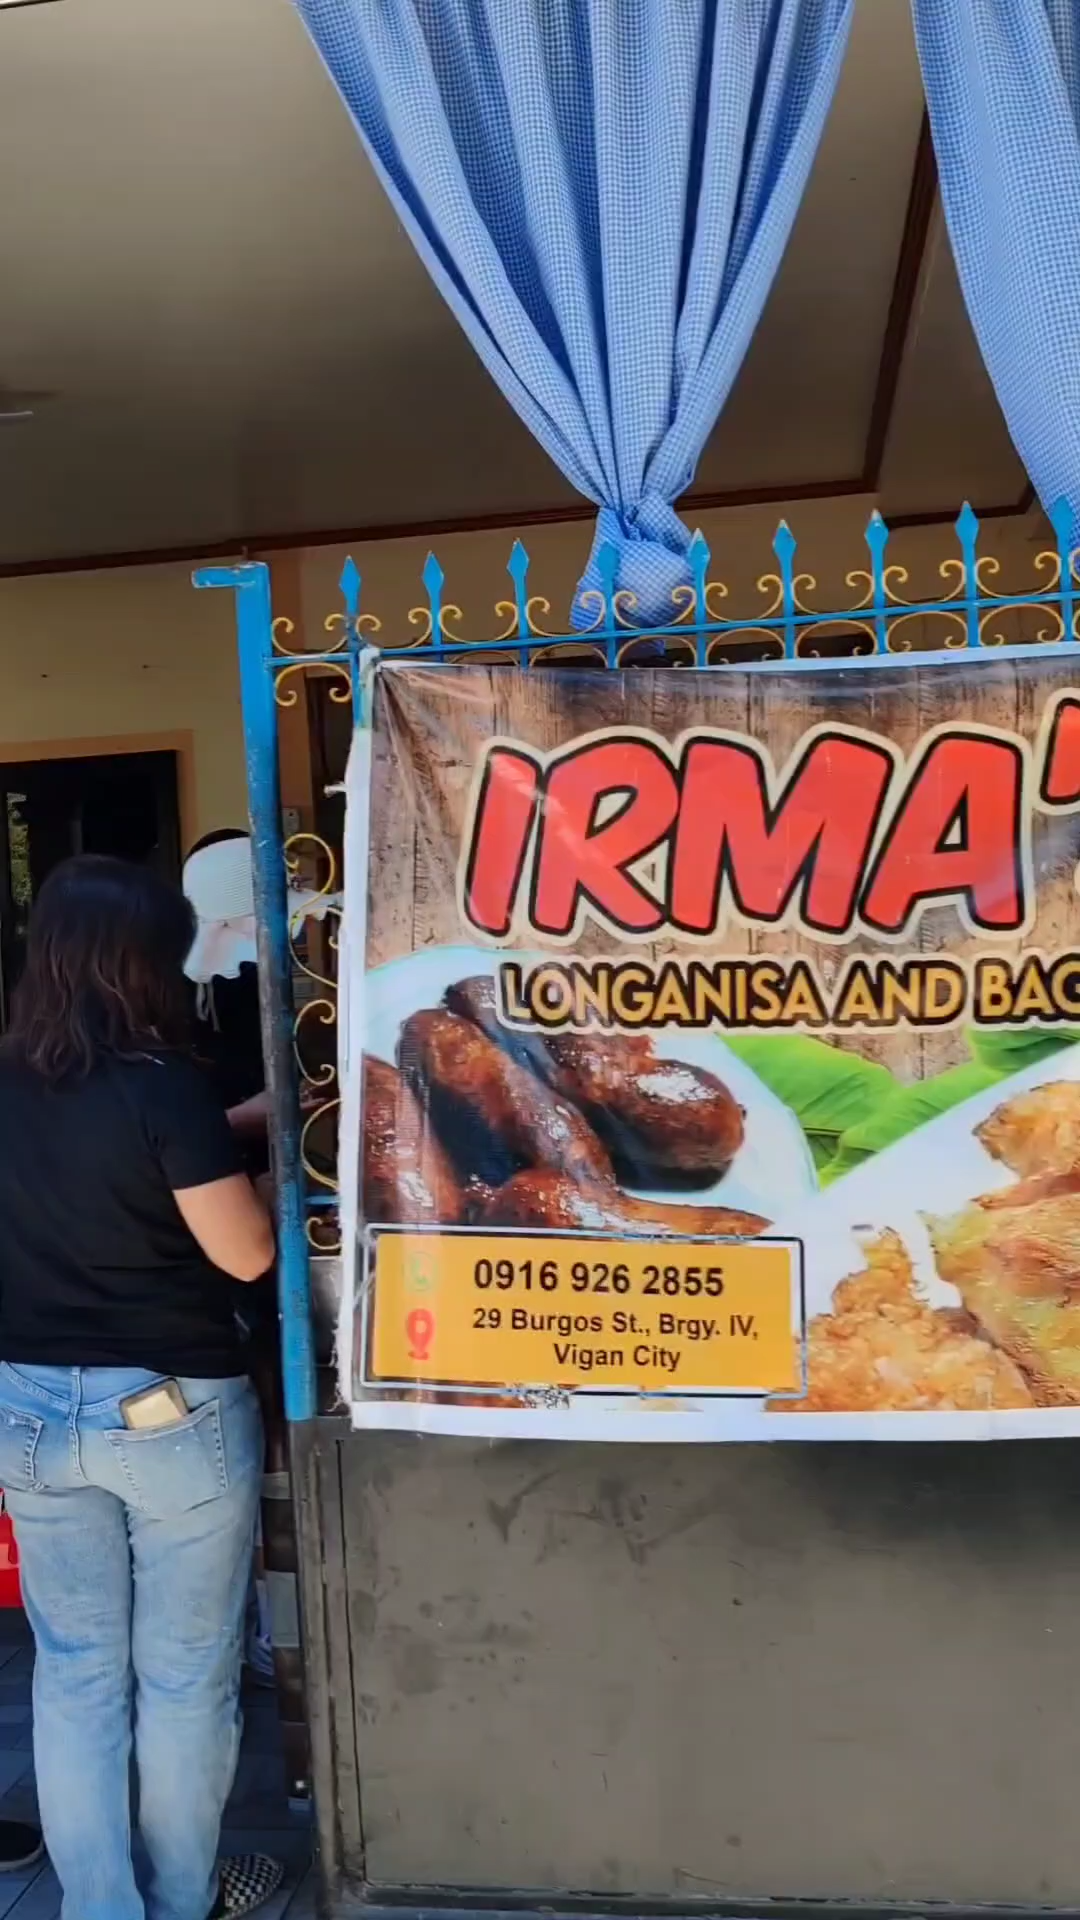 IRMA'
LONGANISA AND BAG
0916 926 2855
29 Burgos St., Brgy. IV,
Vigan City